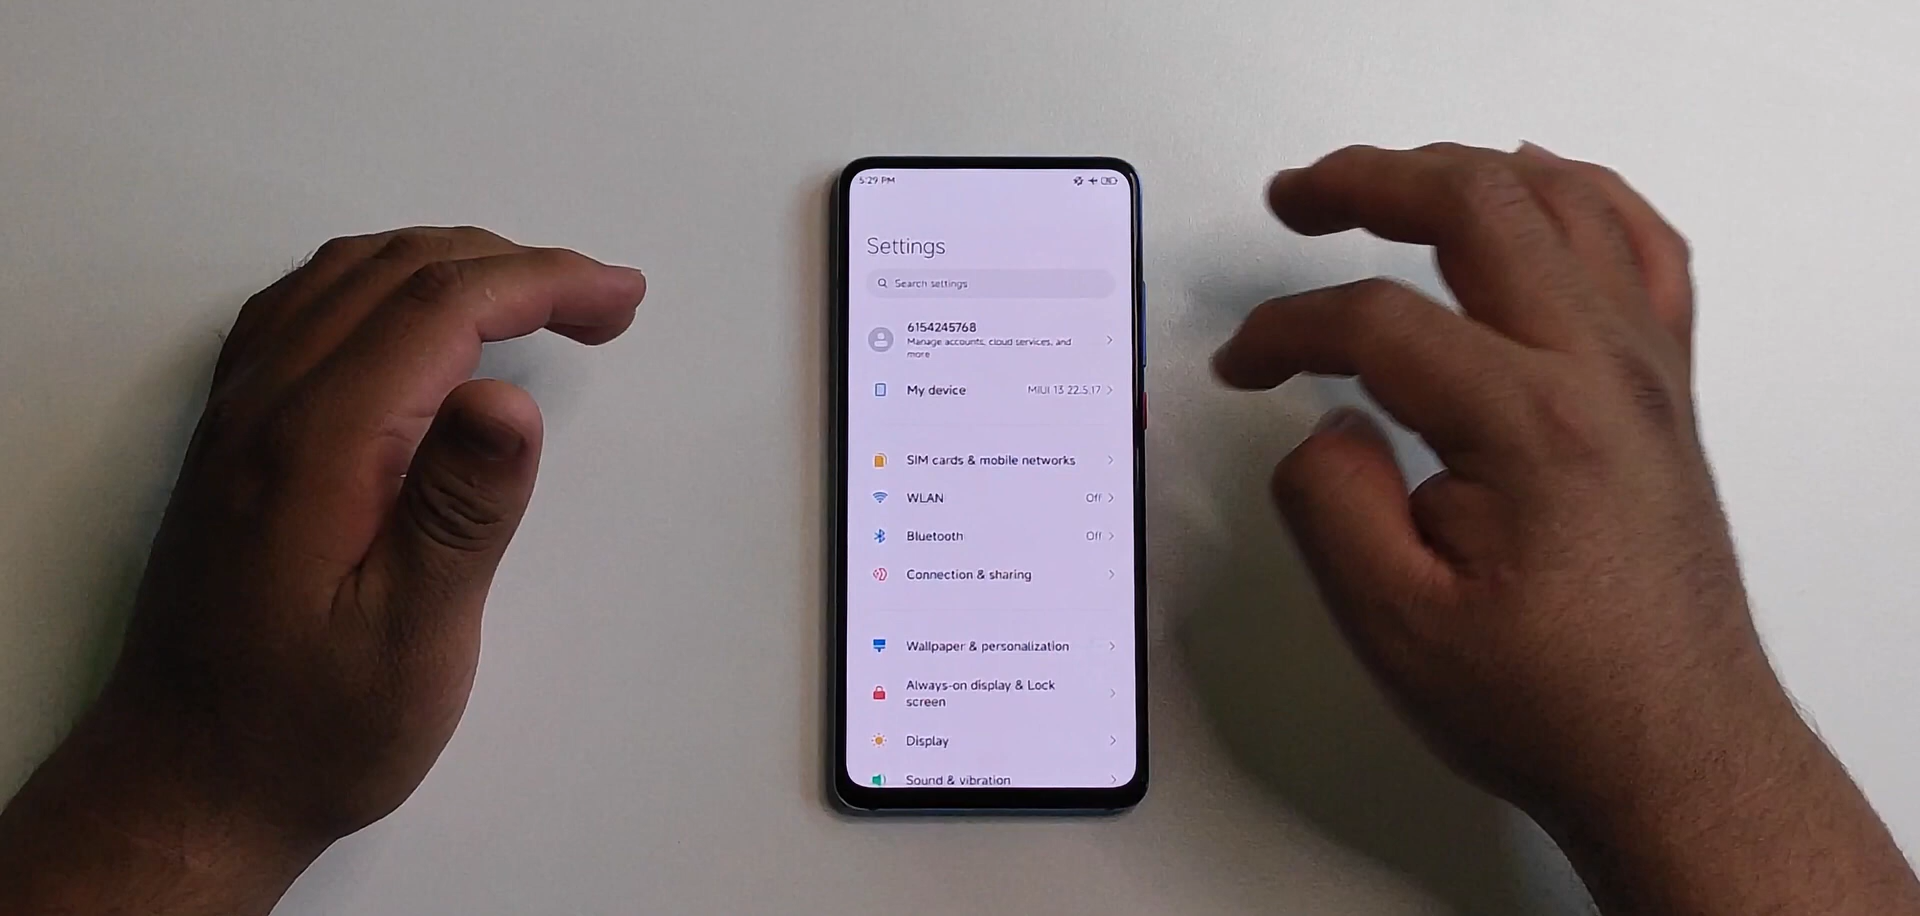 5:29 PM
Settings
Search settings
6154245768
Manage accounts, cloud services, and
more
My device MIUI 13 22.5.17
SIM cards & mobile networks
WLAN Off
Bluetooth Off
Connection & sharing
Wallpaper & personalization
Always-on display & Lock
screen
Display
Sound & vibration